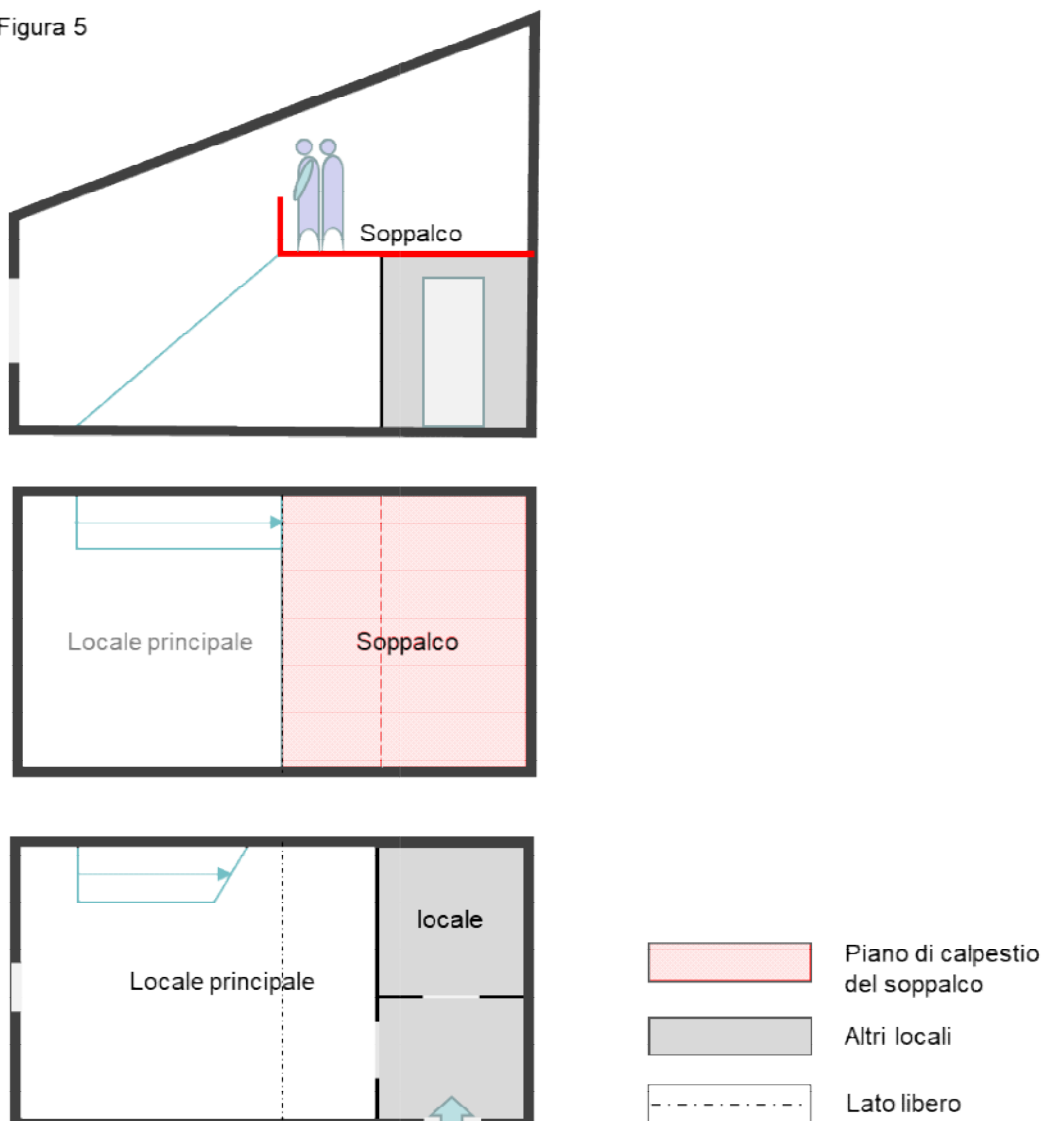 Figura 5
Soppalco
Locale principale
Soppalco
locale
Locale principale
Piano di calpestio
del soppalco
Altri locali
Lato libero